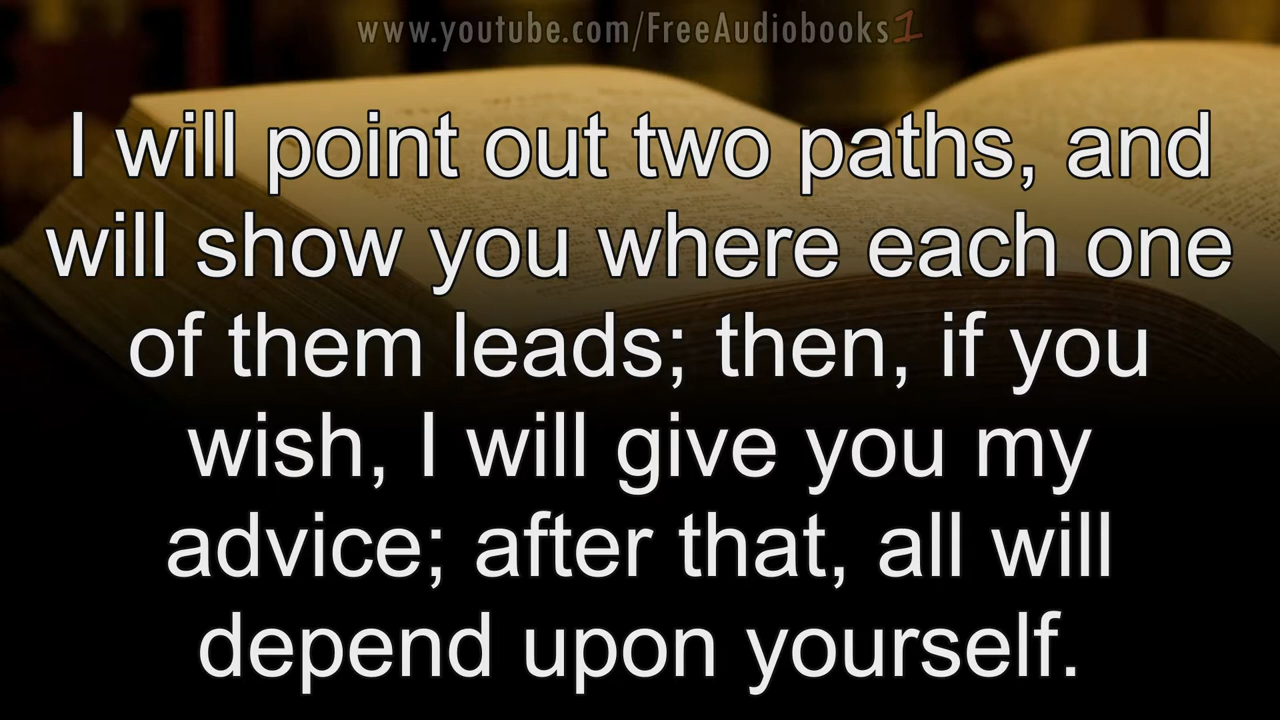 www.youtube.com/FreeAudiobooks1
I will point out two paths, and
will show you where each one
of them leads; then, if you
wish, I will give you my
advice; after that, all will
depend upon yourself.